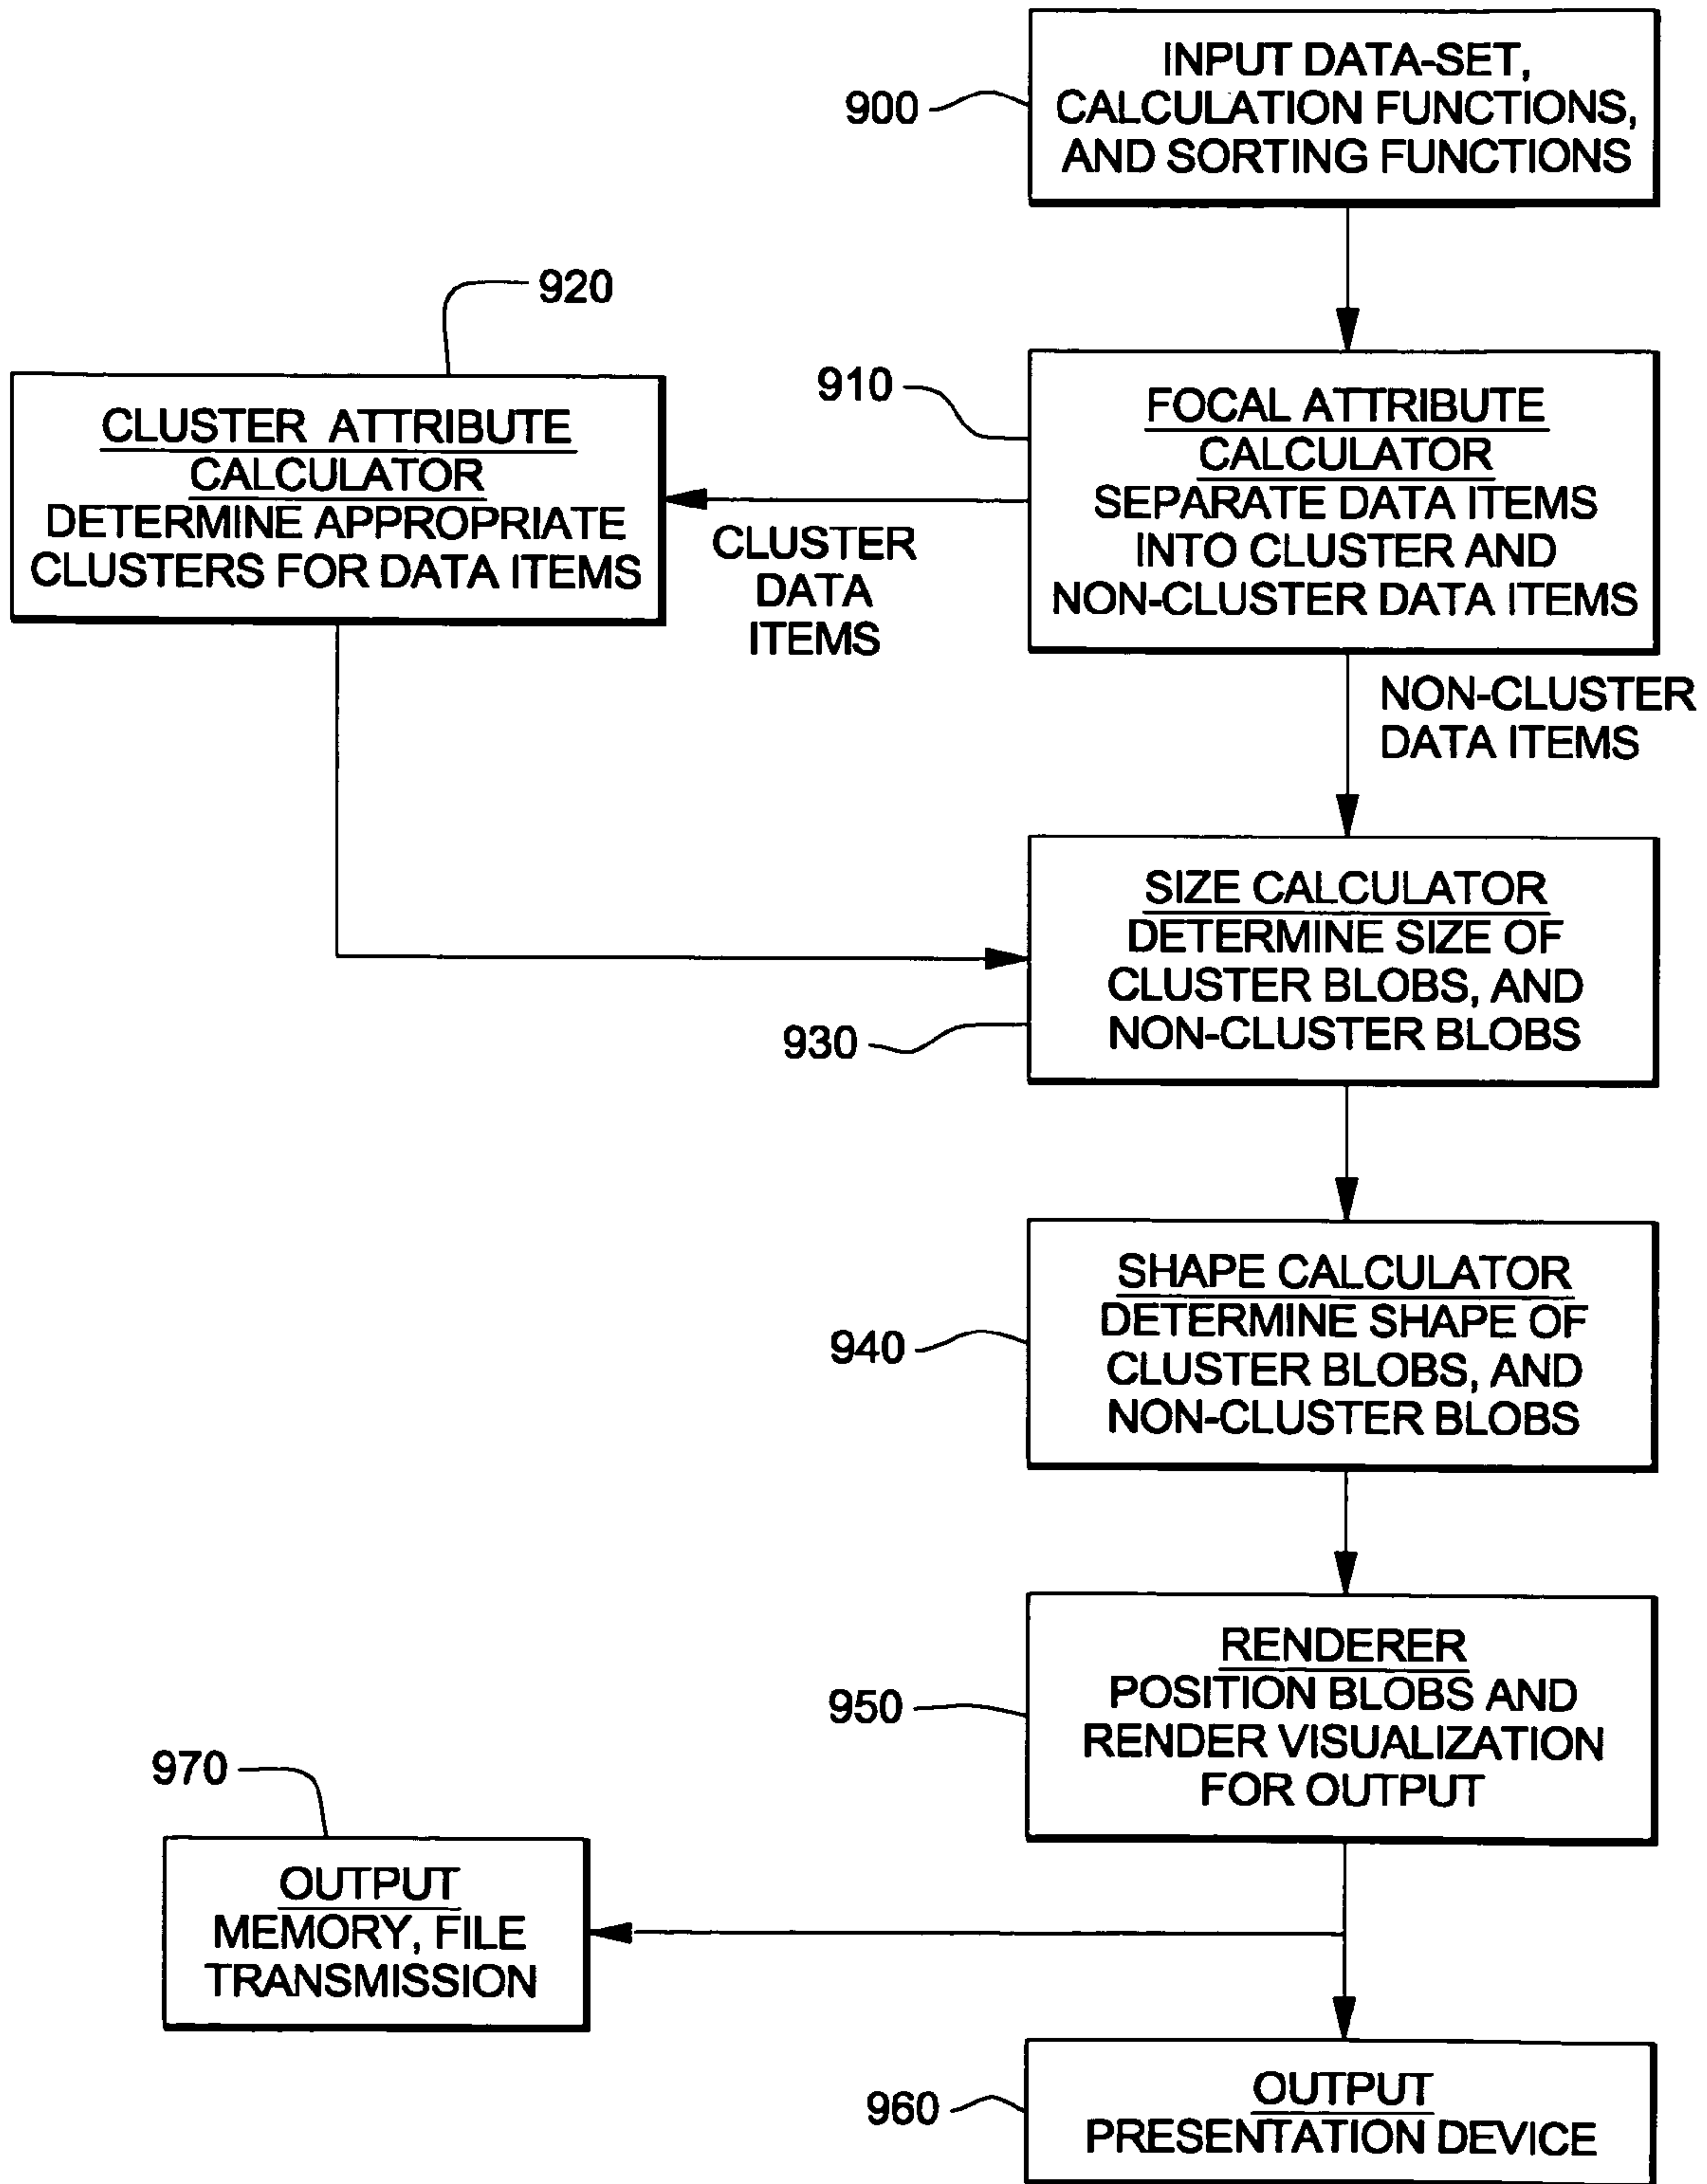 INPUT DATA-SET,
CALCULATION FUNCTIONS,
AND SORTING FUNCTIONS
900
920
CLUSTER ATTRIBUTE
CALCULATOR
DETERMINE APPROPRIATE
CLUSTERS FOR DATA ITEMS
910
FOCAL ATTRIBUTE
CALCULATOR
SEPARATE DATA ITEMS
INTO CLUSTER AND
NON-CLUSTER DATA ITEMS
CLUSTER
DATA
ITEMS
NON-CLUSTER
DATA ITEMS
SIZE CALCULATOR
DETERMINE SIZE OF
CLUSTER BLOBS, AND
NON-CLUSTER BLOBS
930
SHAPE CALCULATOR
DETERMINE SHAPE OF
CLUSTER BLOBS, AND
NON-CLUSTER BLOBS
940
RENDERER
POSITION BLOBS AND
RENDER VISUALIZATION
FOR OUTPUT
950
970
OUTPUT
MEMORY, FILE
TRANSMISSION
960
OUTPUT
PRESENTATION DEVICE